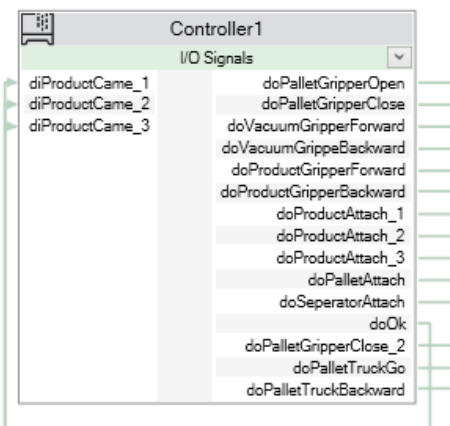 Controller1
I/O Signals
diProductCame_1
doPalletGripperOpen
diProductCame_2
doPalletGripperClose
diProductCame_3
doVacuumGripperForward
doVacuumGrippeBackward
doProductGripperForward
doProductGripperBackward
doProductAttach_1
doProductAttach_2
doProductAttach_3
doPalletAttach
doSeperatorAttach
doOk
doPalletGripperClose_2
doPalletTruckGo
doPalletTruckBackward